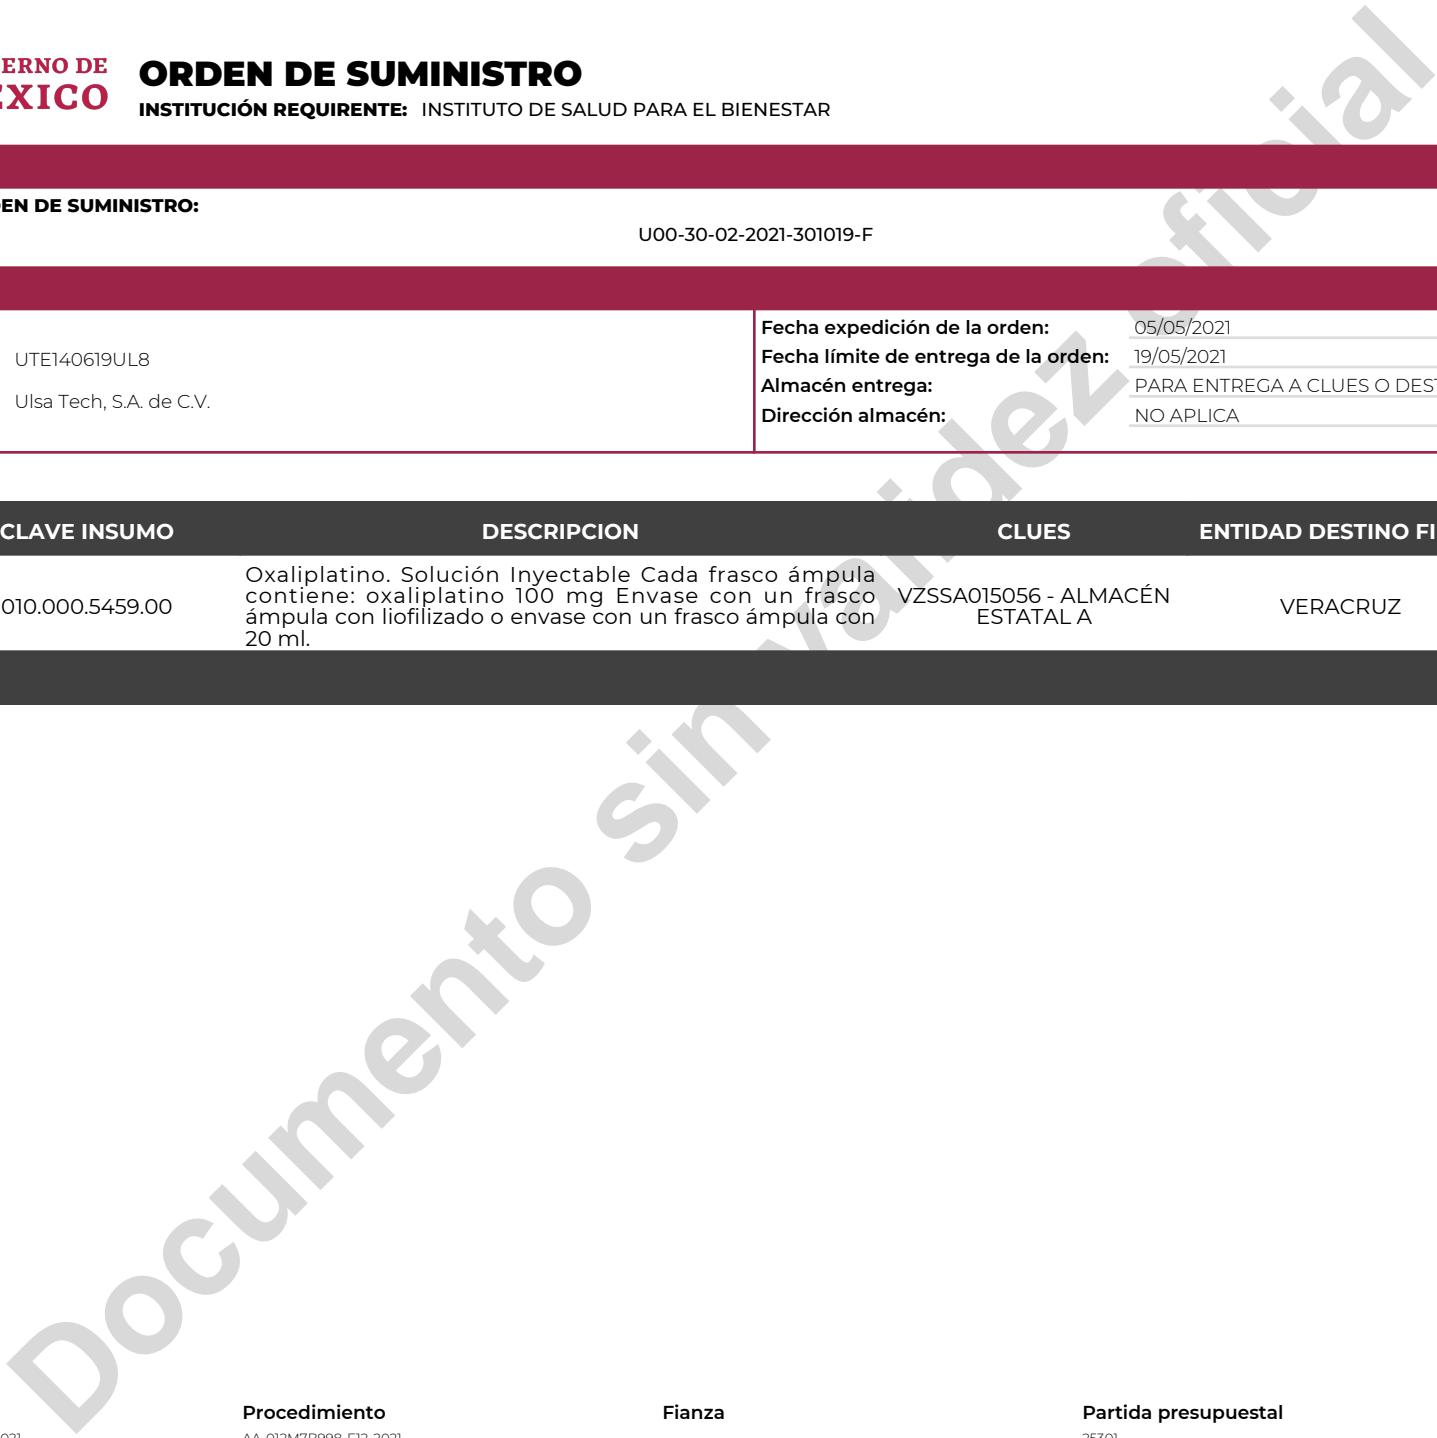 ERNO DE
ORDEN DE SUMINISTRO
EXICO
INSTITUCIÓN REQUIRENTE: INSTITUTO DE SALUD PARA EL BIENESTAR
EN DE SUMINISTRO:
U00-30-02-2021-301019-F
UTE140619UL8
Ulsa Tech, S.A. de C.V.
Fecha expedición de la orden: 05/05/2021
Fecha límite de entrega de la orden: 19/05/2021
Almacén entrega: PARA ENTREGA A CLUES O DEST
Dirección almacén: NO APLICA
CLAVE INSUMO DESCRIPCION CLUES ENTIDAD DESTINO FI
010.000.5459.00
Oxaliplatino. Solución Inyectable Cada frasco ámpula
contiene: oxaliplatino 100 mg Envase con un frasco
ámpula con liofilizado o envase con un frasco ámpula con
20 ml.
VZSSA015056 - ALMACÉN
ESTATAL A
VERACRUZ
Documento sin validez oficial
Procedimiento Fianza Partida presupuestal